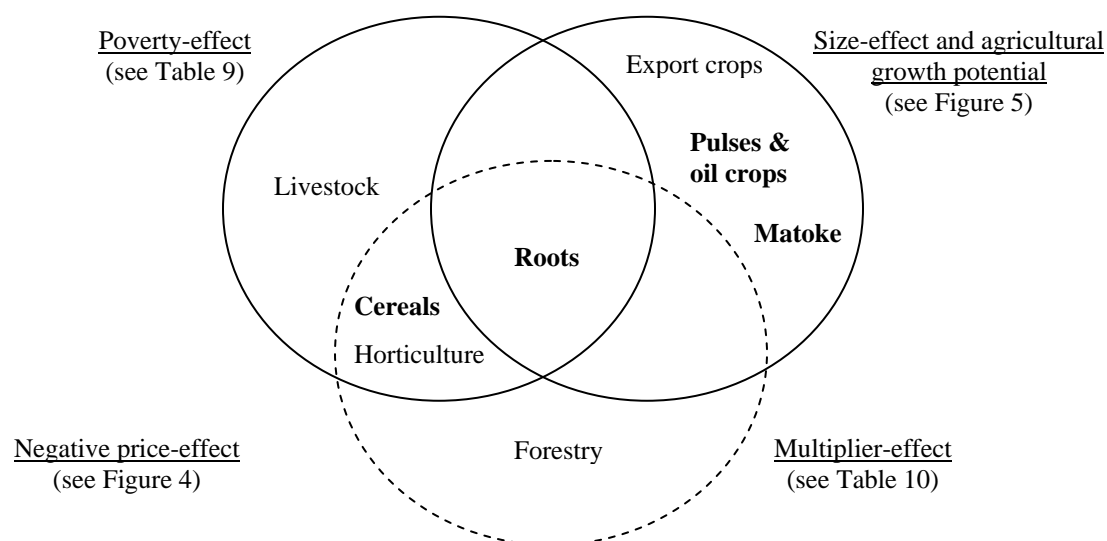 Poverty-effect
(see Table 9)
Size-effect and agricultural
growth potential
(see Figure 5)
Export crops
Pulses &
oil crops
Livestock
Matoke
Roots
Cereals
Horticulture
Negative price-effect
(see Figure 4)
Forestry
Multiplier-effect
(see Table 10)